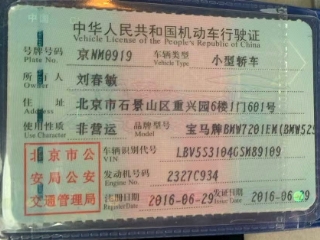 中华人民共和国机动车行驶证
Vehicle License of the People's Republic of China
号牌号码 京NM0919 车辆类型 小型轿车
Plate No. Vehicle Type
所有人 刘春敏
Owner
住址 北京市石景山区重兴园6楼1门601号
Address
使用性质 非营运 品牌型号 宝马牌BMW7201EM(BMW525
Use Character Model
北京市公 车辆识别代号 LBV5S3104GSM89109
VIN
安局公安 发动机号码 2327C934
Engine No.
交通管理局 注册日期 2016-06-29 发证日期 2016-06-29
Register Date Issue Date